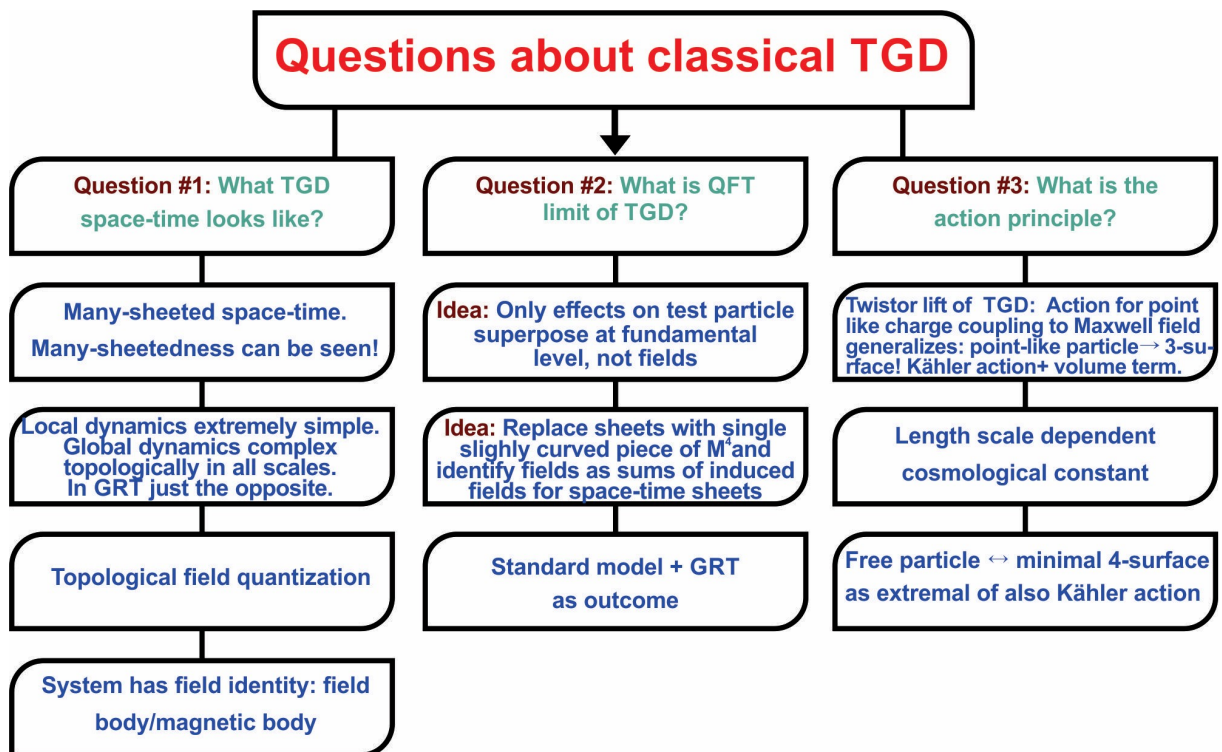 Questions about classical TGD
Question #1: What TGD
space-time looks like?
Many-sheeted space-time.
Many-sheetedness can be seen!
Local dynamics extremely simple.
Global dynamics complex
topologically in all scales.
In GRT just the opposite.
Topological field quantization
System has field identity: field
body/magnetic body
Question #2: What is QFT
limit of TGD?
Idea: Only effects on test particle
superpose at fundamental
level, not fields
Idea: Replace sheets with single
slighly curved piece of M⁴and
identify fields as sums of induced
fields for space-time sheets
Standard model + GRT
as outcome
Question #3: What is the
action principle?
Twistor lift of TGD: Action for point
like charge coupling to Maxwell field
generalizes: point-like particle→ 3-su-
rface! Kähler action+ volume term.
Length scale dependent
cosmological constant
Free particle ↔ minimal 4-surface
as extremal of also Kähler action